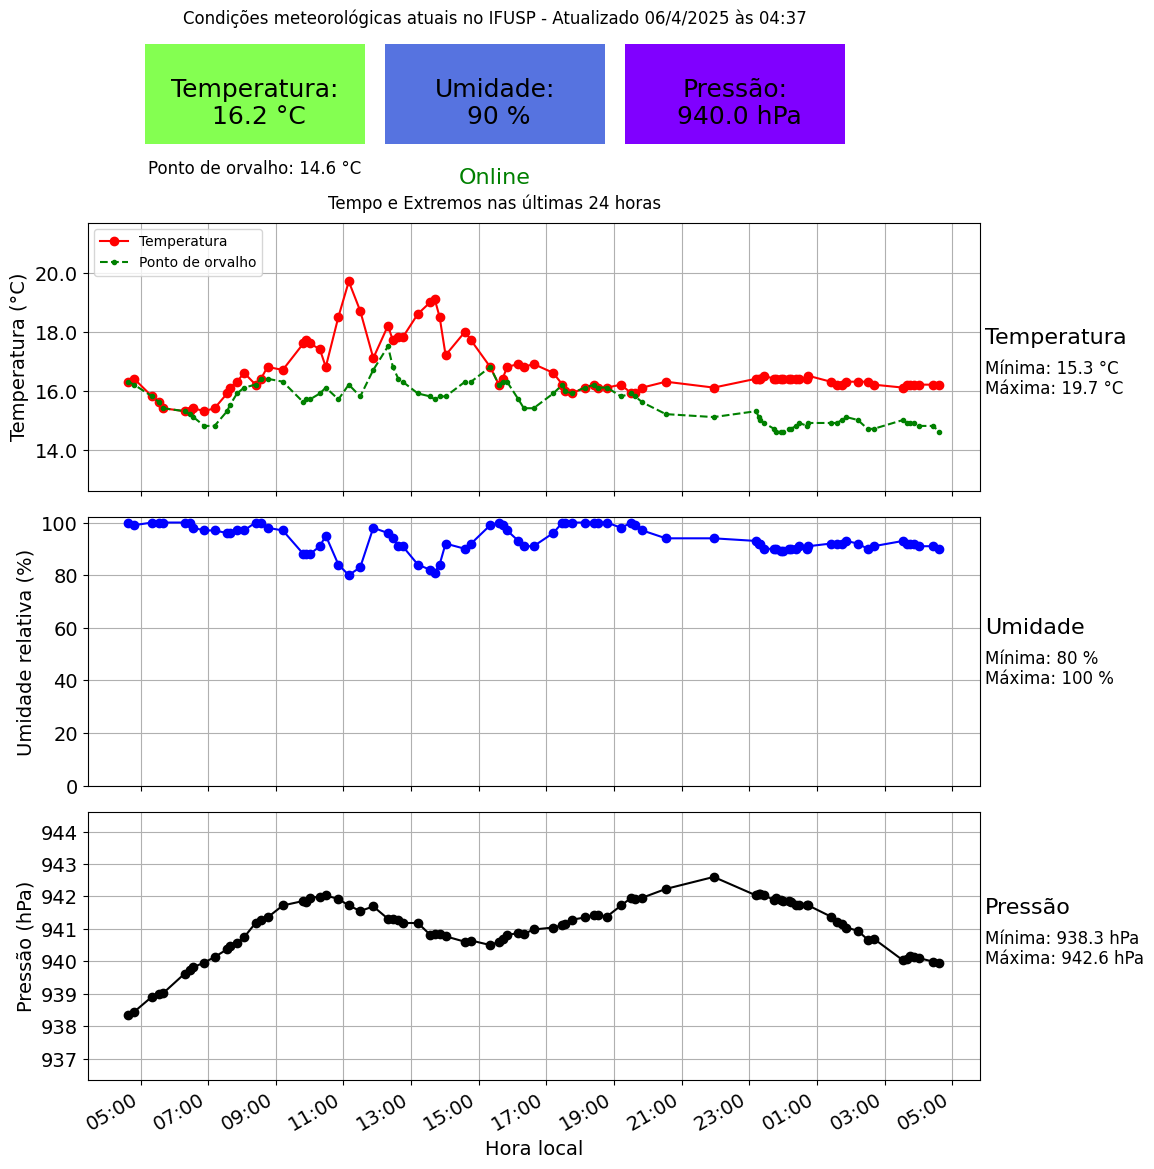 Condições meteorológicas atuais no IFUSP - Atualizado 06/4/2025 às 04:37
Temperatura:
16.2 °C
Umidade:
90 %
Pressão:
940.0 hPa
Ponto de orvalho: 14.6 °C
Online
Tempo e Extremos nas últimas 24 horas
Temperatura
Ponto de orvalho
Temperatura (°C)
20.0
18.0
16.0
14.0
Temperatura
Mínima: 15.3 °C
Máxima: 19.7 °C
Umidade relativa (%)
100
80
60
40
20
0
Umidade
Mínima: 80 %
Máxima: 100 %
Pressão (hPa)
944
943
942
941
940
939
938
937
Pressão
Mínima: 938.3 hPa
Máxima: 942.6 hPa
05:00
07:00
09:00
11:00
13:00
15:00
17:00
19:00
21:00
23:00
01:00
03:00
05:00
Hora local